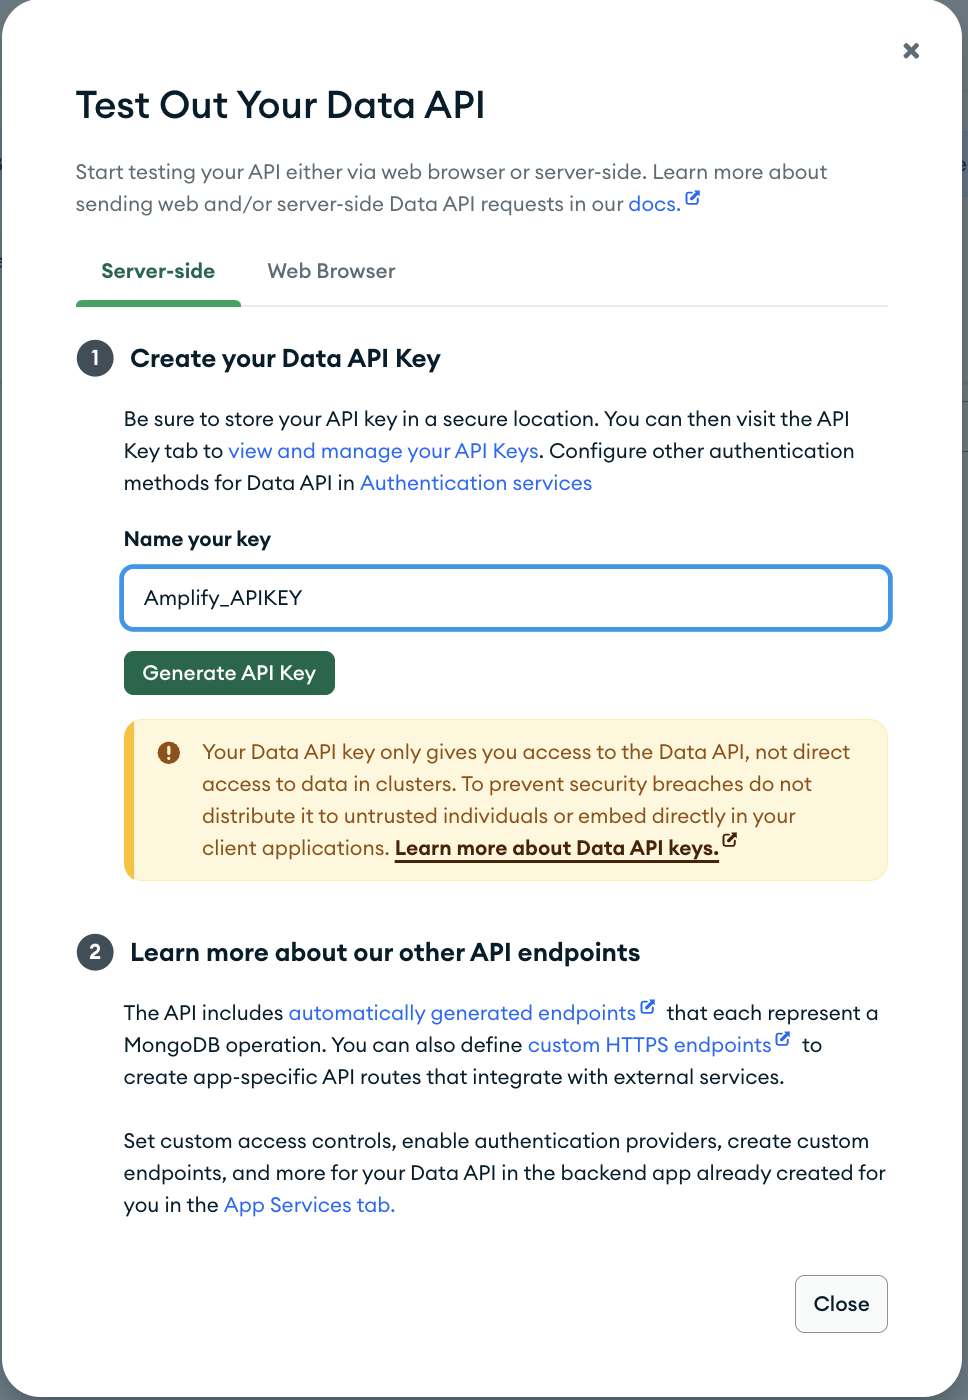 Test Out Your Data API
Start testing your API either via web browser or server-side. Learn more about
sending web and/or server-side Data API requests in our docs.
Server-side
Web Browser
1
Create your Data API Key
Be sure to store your API key in a secure location. You can then visit the API
Key tab to view and manage your API Keys. Configure other authentication
methods for Data API in Authentication services
Name your key
Amplify_APIKEY
Generate API Key
Your Data API key only gives you access to the Data API, not direct
access to data in clusters. To prevent security breaches do not
distribute it to untrusted individuals or embed directly in your
client applications. Learn more about Data API keys.
2
Learn more about our other API endpoints
The API includes automatically generated endpoints that each represent a
MongoDB operation. You can also define custom HTTPS endpoints to
create app-specific API routes that integrate with external services.
Set custom access controls, enable authentication providers, create custom
endpoints, and more for your Data API in the backend app already created for
you in the App Services tab.
Close